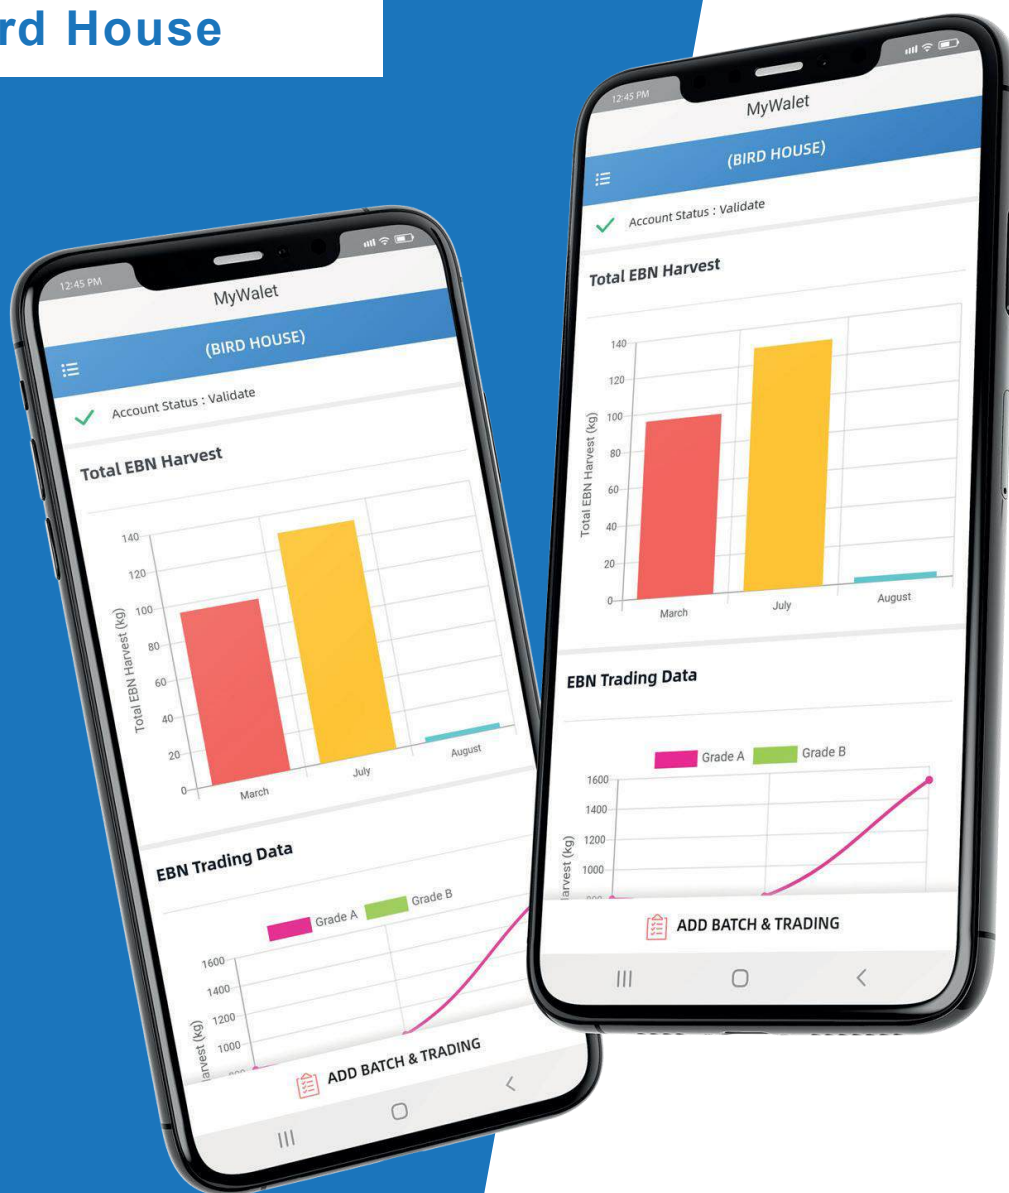 rd House
12:45 PM
MyWalet
(BIRD HOUSE)
Account Status : Validate
Total EBN Harvest
140
120
100
80
60
40
20
0
Total EBN Harvest (kg)
March
July
August
EBN Trading Data
Grade A
Grade B
1600
1400
1200
1000
arvest (kg)
ADD BATCH & TRADING
12:45 PM
MyWalet
(BIRD HOUSE)
Account Status : Validate
Total EBN Harvest
140
120
100
80
60
40
20
0
Total EBN Harvest (kg)
March
July
August
EBN Trading Data
Grade A
Grade B
1600
1400
1200
1000
arvest (kg)
ADD BATCH & TRADING